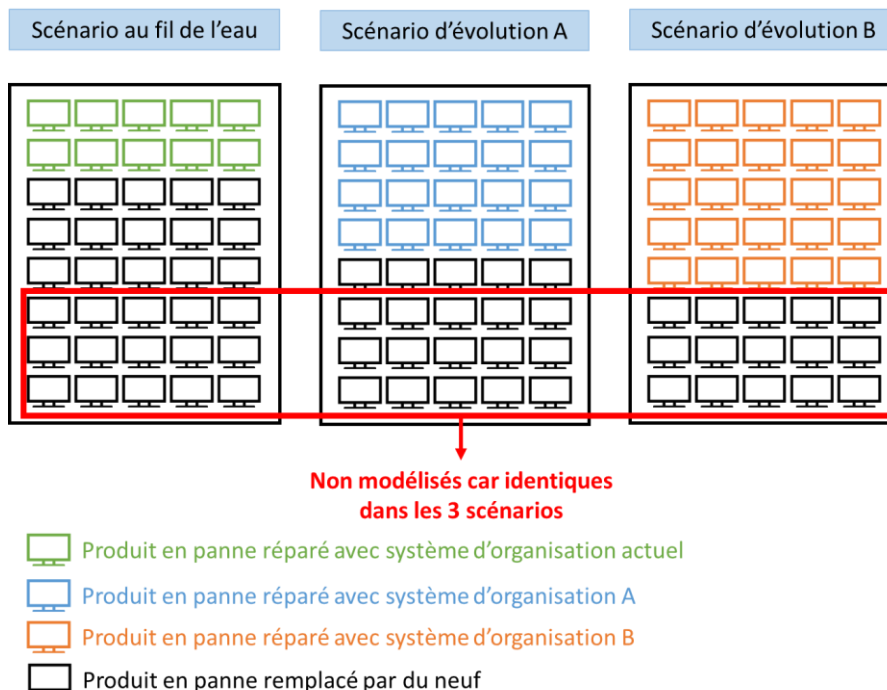 Scénario au fil de l'eau
Scénario d'évolution A
Scénario d'évolution B
Non modélisés car identiques
dans les 3 scénarios
Produit en panne réparé avec système d'organisation actuel
Produit en panne réparé avec système d'organisation A
Produit en panne réparé avec système d'organisation B
Produit en panne remplacé par du neuf